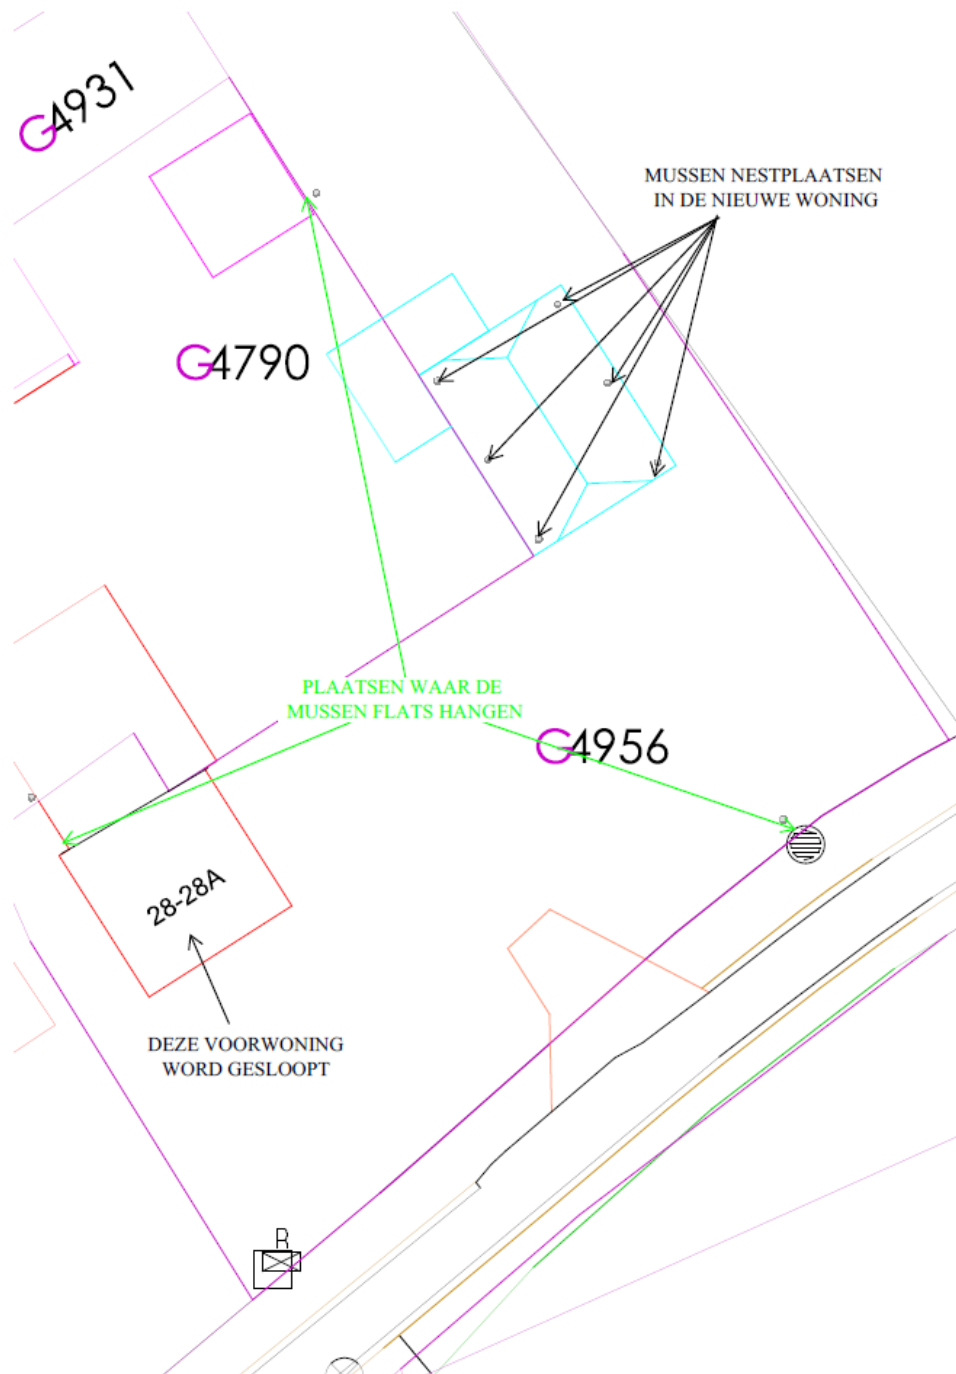 G4931
MUSSEN NESTPLAATSEN
IN DE NIEUWE WONING
G4790
PLAATSEN WAAR DE
MUSSEN FLATS HANGEN
G4956
28-28A
DEZE VOORWONING
WORD GESLOOPT
R